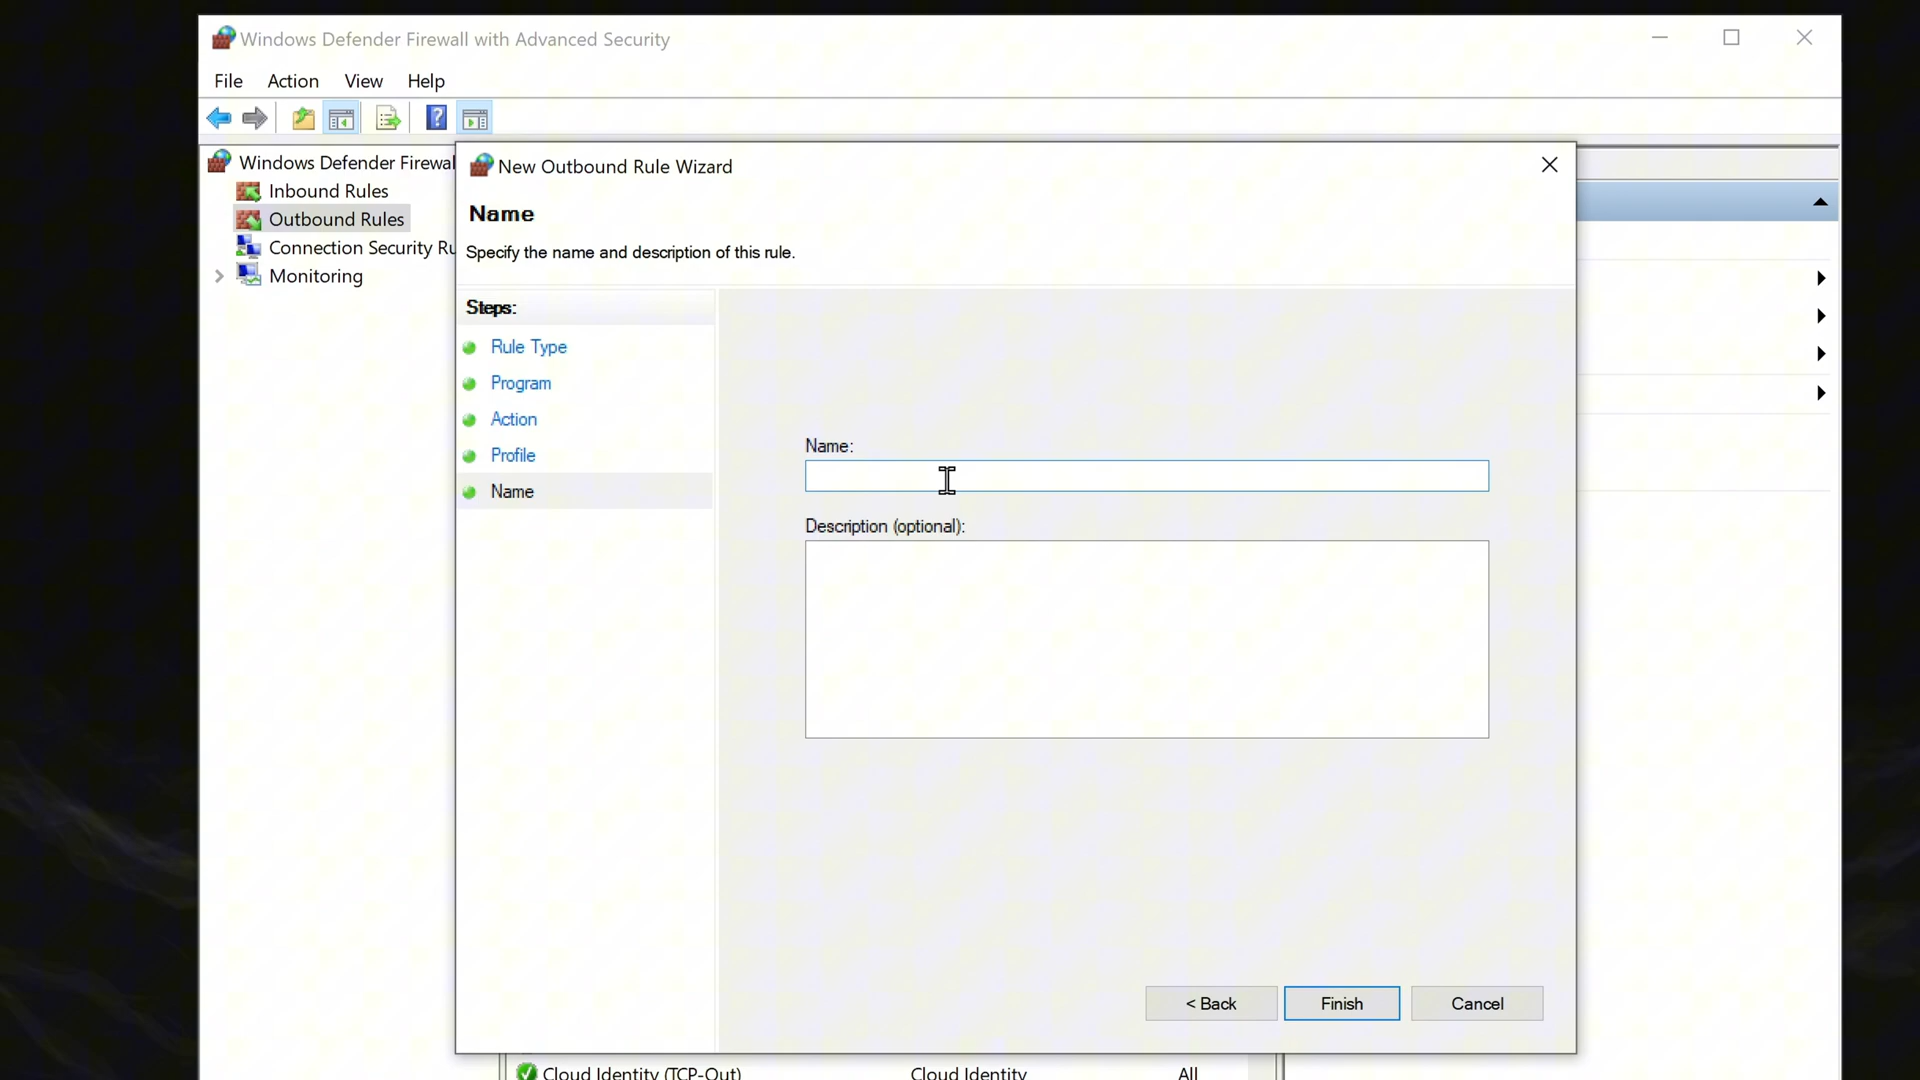 Windows Defender Firewall with Advanced Security
File Action View Help
Windows Defender Firewal
Inbound Rules
Outbound Rules
Connection Security Ru
Monitoring
New Outbound Rule Wizard
Name
Specify the name and description of this rule.
Steps:
Rule Type
Program
Action
Profile
Name
Name:
Description (optional):
< Back
Finish
Cancel
Cloud Identity (TCP-Out) Cloud Identity All